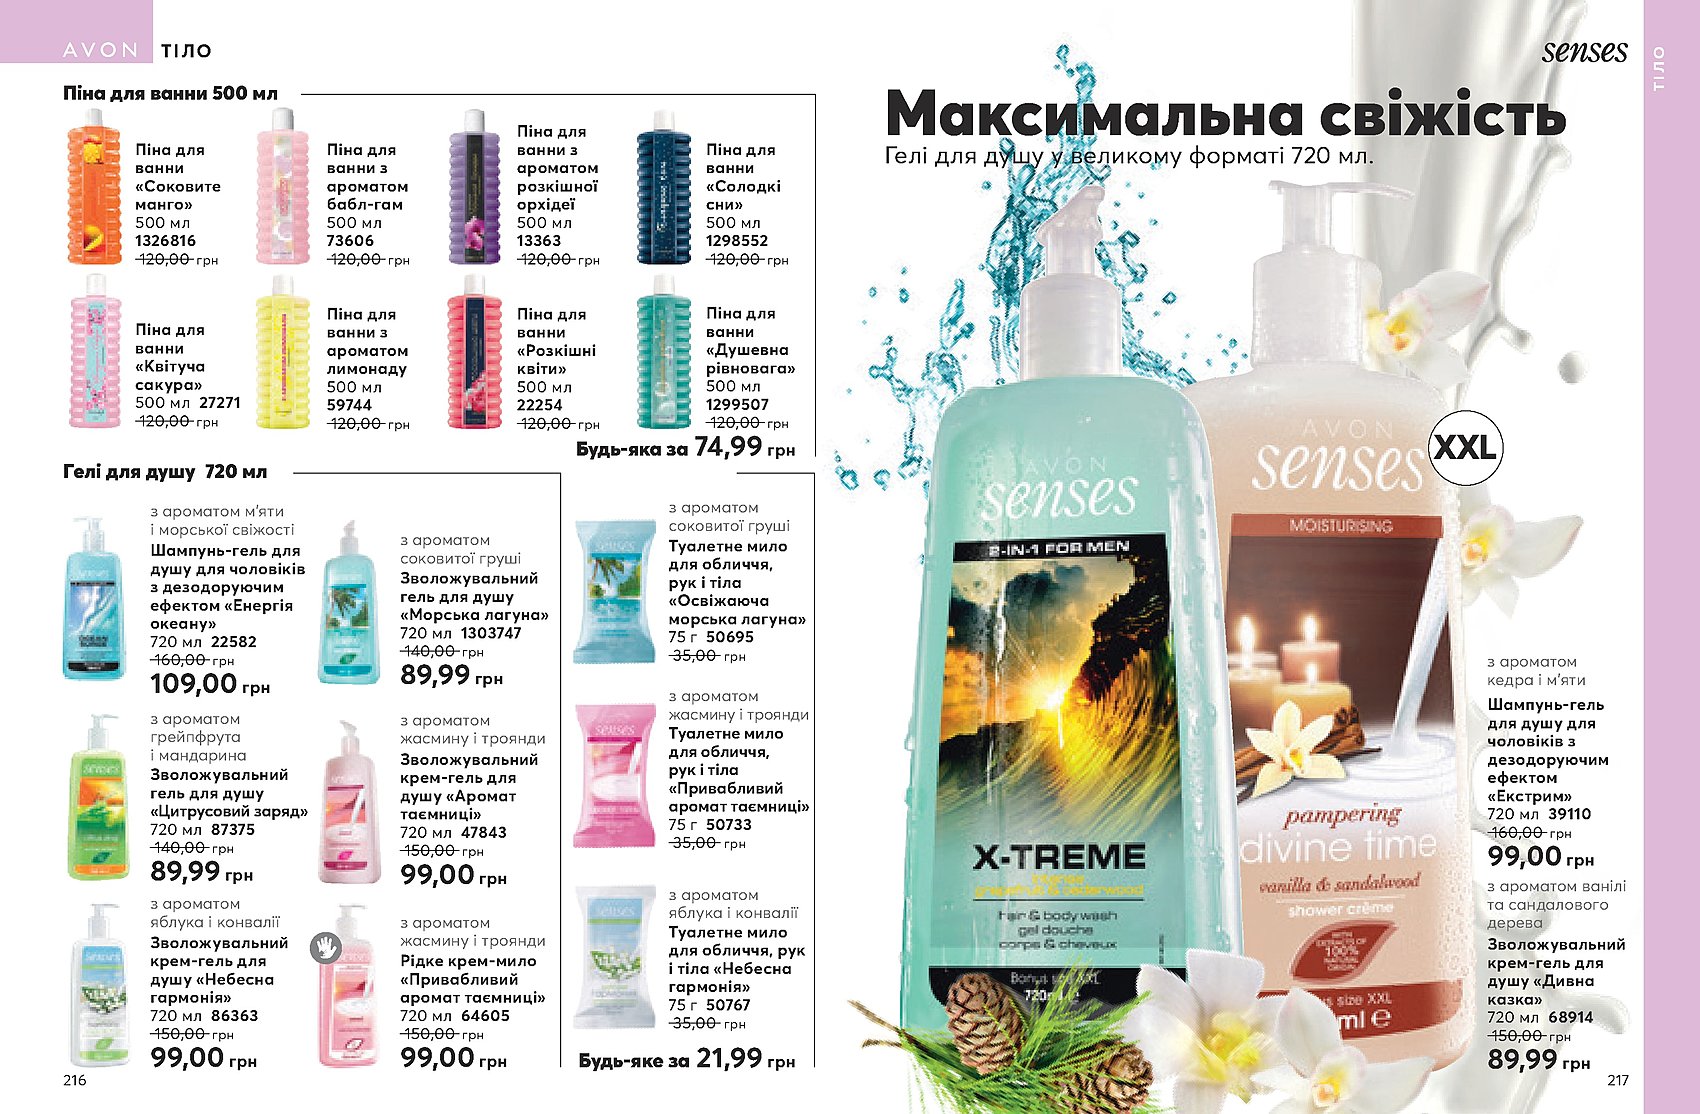 AVON ТІЛО
Піна для ванни 500 мл
Піна для
ванни
«Соковите
манго»
500 мл
1326816
120,00 грн
Піна для
ванни з
ароматом
бабл-гам
500 мл
73606
120,00 грн
Піна для
ванни з
ароматом
розкішної
орхідеї
500 мл
13363
120,00 грн
Піна для
ванни
«Солодкі
сни»
500 мл
1298552
120,00 грн
Піна для
ванни
«Квітуча
сакура»
500 мл 27271
120,00 грн
Піна для
ванни з
ароматом
лимонаду
500 мл
59744
120,00 грн
Піна для
ванни
«Розкішні
квіти»
500 мл
22254
120,00 грн
Піна для
ванни
«Душевна
рівновага»
500 мл
1299507
120,00 грн
Будь-яка за 74,99 грн
Гелі для душу 720 мл
з ароматом м’яти
і морської свіжості
Шампунь-гель для
душу для чоловіків
з дезодоруючим
ефектом «Енергія
океану»
720 мл 22582
160,00 грн
109,00 грн
з ароматом
соковитої груші
Зволожувальний
гель для душу
«Морська лагуна»
720 мл 1303747
140,00 грн
89,99 грн
з ароматом
грейпфрута
і мандарина
Зволожувальний
гель для душу
«Цитрусовий заряд»
720 мл 87375
140,00 грн
89,99 грн
з ароматом
жасмину і троянди
Зволожувальний
крем-гель для
душу «Аромат
таємниці»
720 мл 47843
150,00 грн
99,00 грн
з ароматом
яблука і конвалії
Зволожувальний
крем-гель для
душу «Небесна
гармонія»
720 мл 86363
150,00 грн
99,00 грн
з ароматом
жасмину і троянди
Рідке крем-мило
«Привабливий
аромат таємниці»
720 мл 64605
150,00 грн
99,00 грн
з ароматом
соковитої груші
Туалетне мило
для обличчя,
рук і тіла
«Освіжаюча
морська лагуна»
75 г 50695
35,00 грн
з ароматом
жасмину і троянди
Туалетне мило
для обличчя,
рук і тіла
«Привабливий
аромат таємниці»
75 г 50733
35,00 грн
з ароматом
яблука і конвалії
Туалетне мило
для обличчя, рук
і тіла «Небесна
гармонія»
75 г 50767
35,00 грн
Будь-яке за 21,99 грн
216
senses
ТІЛО
Максимальна свіжість
Гелі для душу у великому форматі 720 мл.
AVON
senses
2-IN-1 FOR MEN
X-TREME
hair & body wash
gel douche
corps & cheveux
Bonus size XXL
720ml e
AVON
senses
MOISTURISING
pampering
divine time
vanilla & sandalwood
shower crème
WITH
EXTRACTS OF
100%
NATURAL
ORIGIN
us size XXL
ml e
XXL
з ароматом
кедра і м’яти
Шампунь-гель
для душу для
чоловіків з
дезодоруючим
ефектом
«Екстрим»
720 мл 39110
160,00 грн
99,00 грн
з ароматом ванілі
та сандалового
дерева
Зволожувальний
крем-гель для
душу «Дивна
казка»
720 мл 68914
150,00 грн
89,99 грн
217